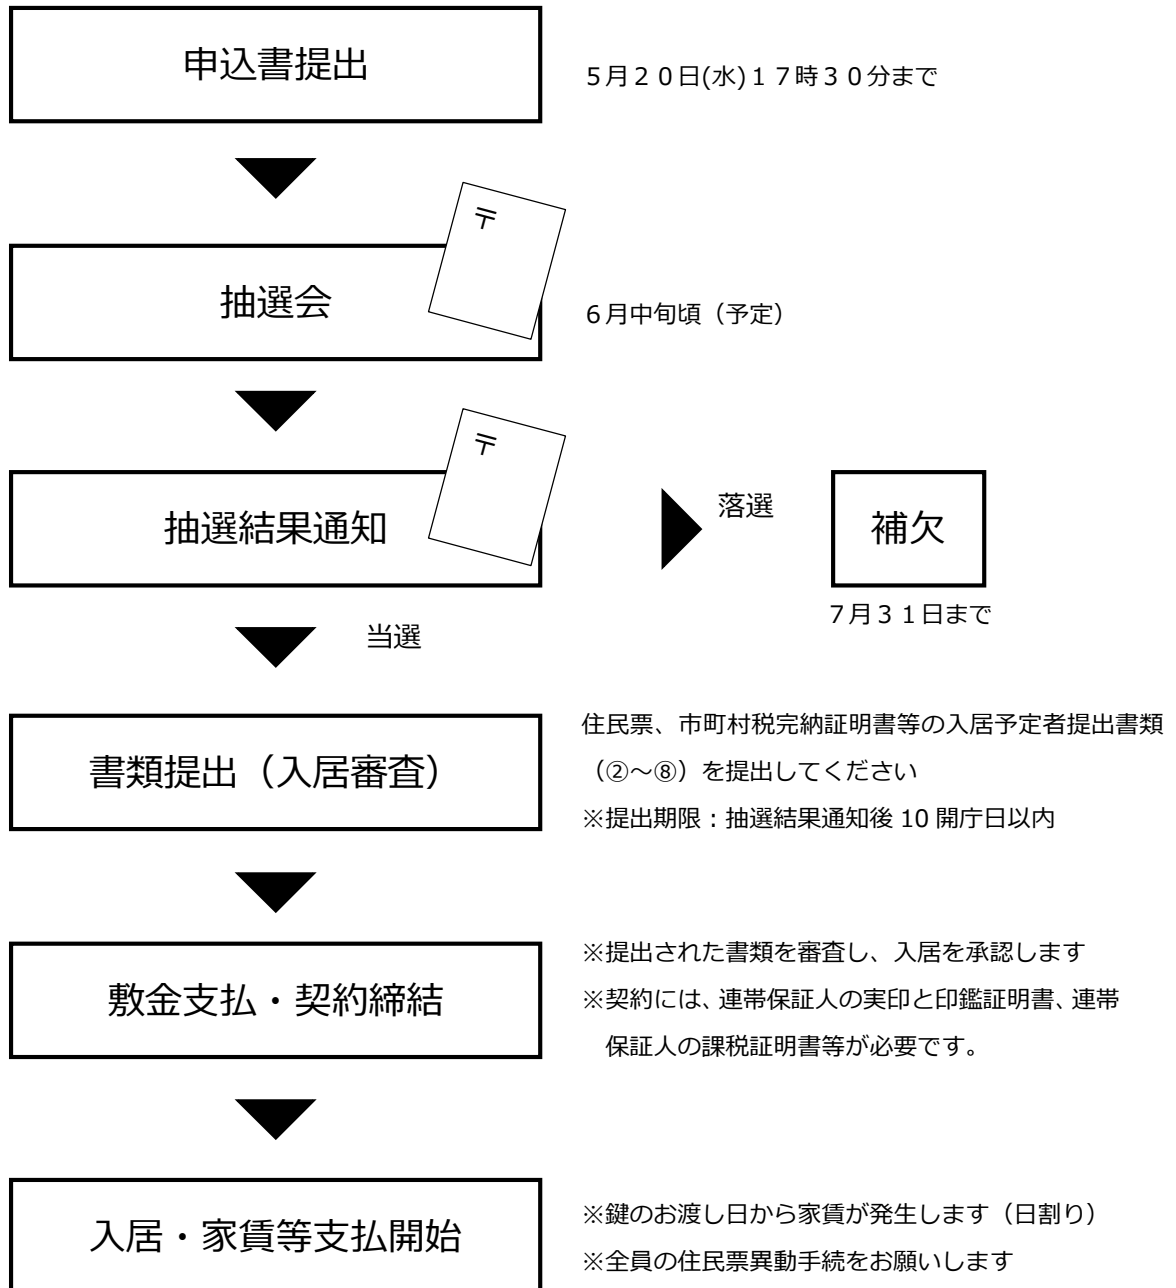 申込書提出
５月２０日(水)１７時３０分まで
〒
抽選会
６月中旬頃（予定）
〒
抽選結果通知
落選
補欠
７月３１日まで
当選
書類提出（入居審査）
住民票、市町村税完納証明書等の入居予定者提出書類
（②～⑧）を提出してください
※提出期限：抽選結果通知後 10 開庁日以内
敷金支払・契約締結
※提出された書類を審査し、入居を承認します
※契約には、連帯保証人の実印と印鑑証明書、連帯
保証人の課税証明書等が必要です。
入居・家賃等支払開始
※鍵のお渡し日から家賃が発生します（日割り）
※全員の住民票異動手続をお願いします